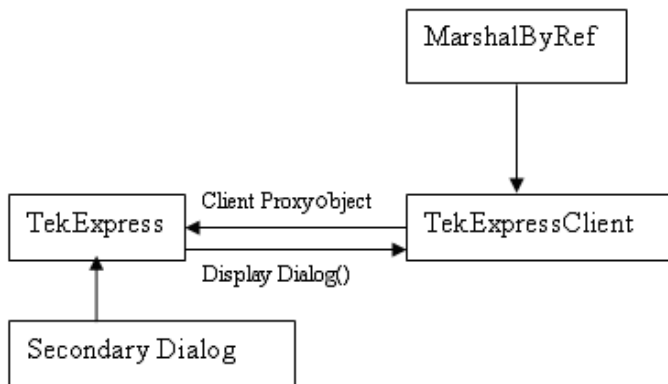 MarshalByRef
Client Proxyobject
TekExpress
TekExpressClient
Display Dialog()
Secondary Dialog